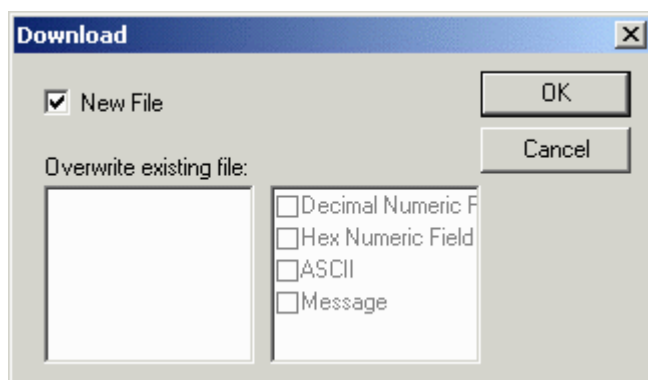 Download
New File
OK
Cancel
Overwrite existing file:
Decimal Numeric F
Hex Numeric Field
ASCII
Message